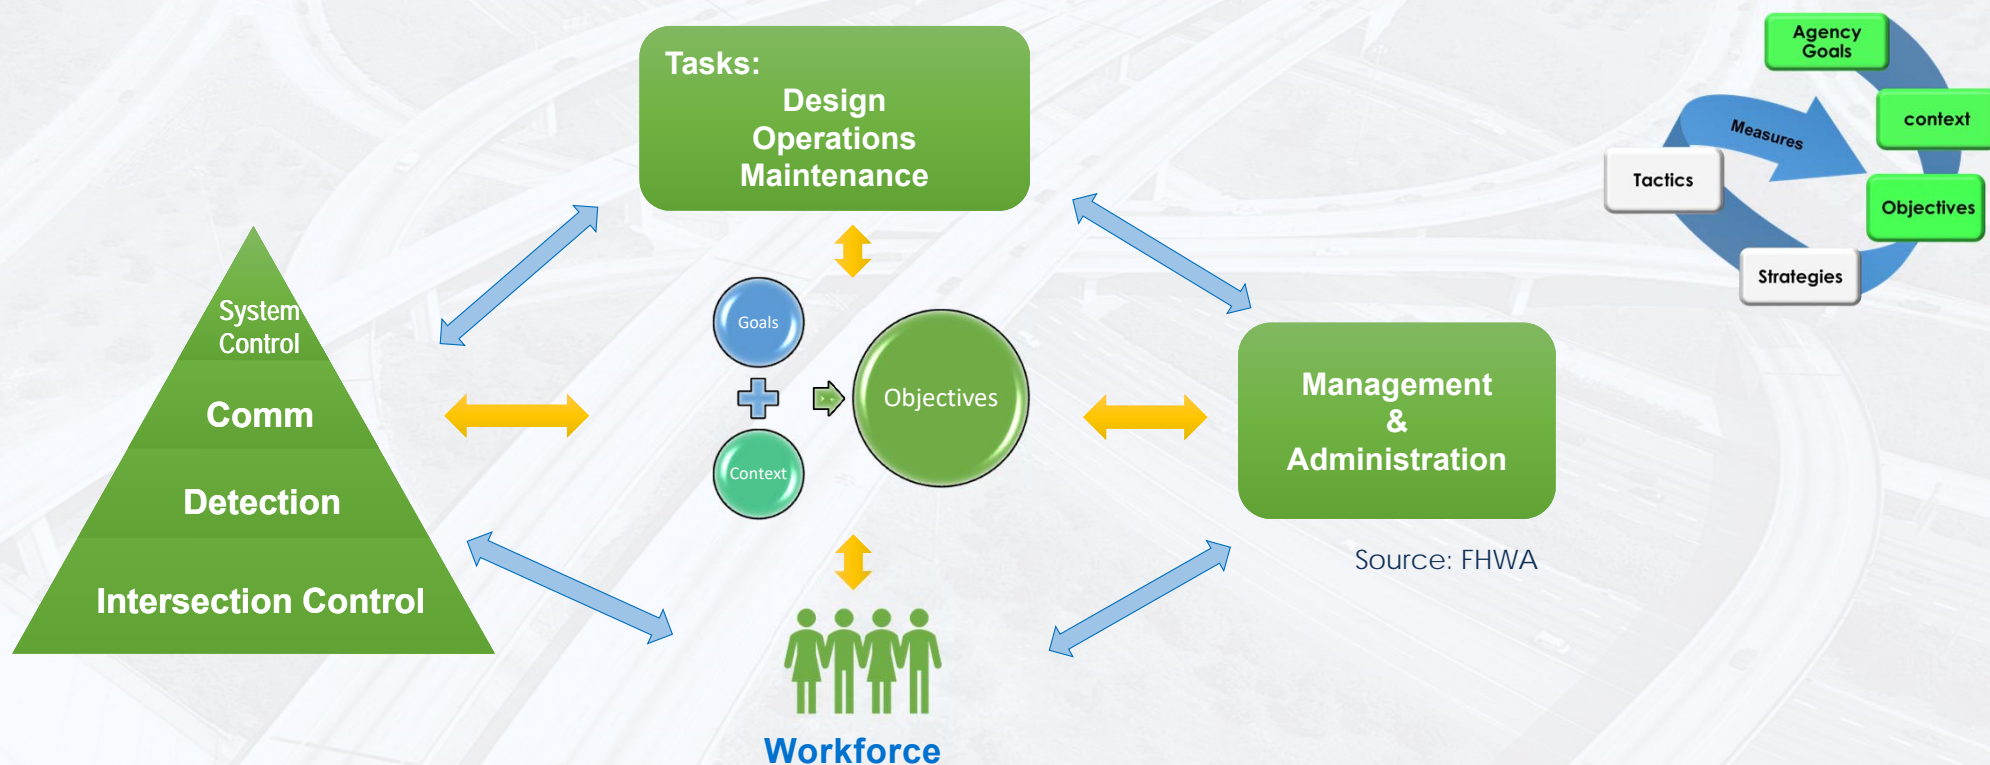 Tasks:
Design
Operations
Maintenance
Agency
Goals
context
Measures
Tactics
Objectives
Strategies
System
Control
Comm
Detection
Intersection Control
Goals
Objectives
Context
Management
&
Administration
Source: FHWA
Workforce